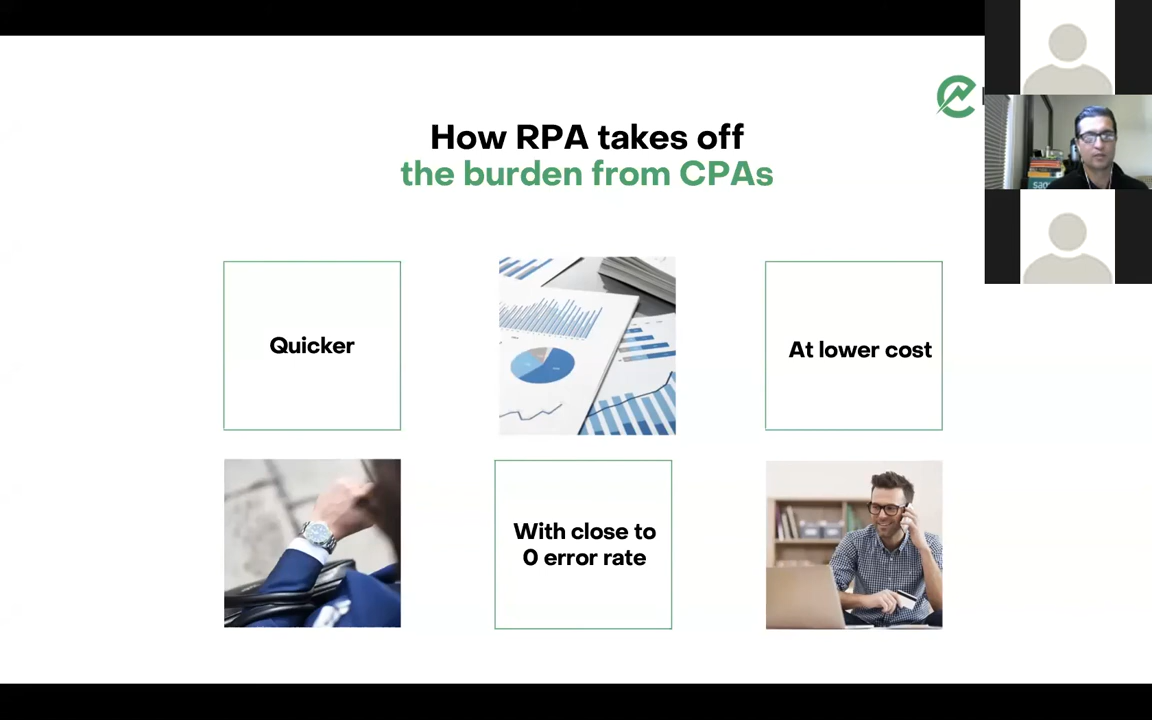 How RPA takes off
the burden from CPAs
Quicker
At lower cost
With close to
0 error rate